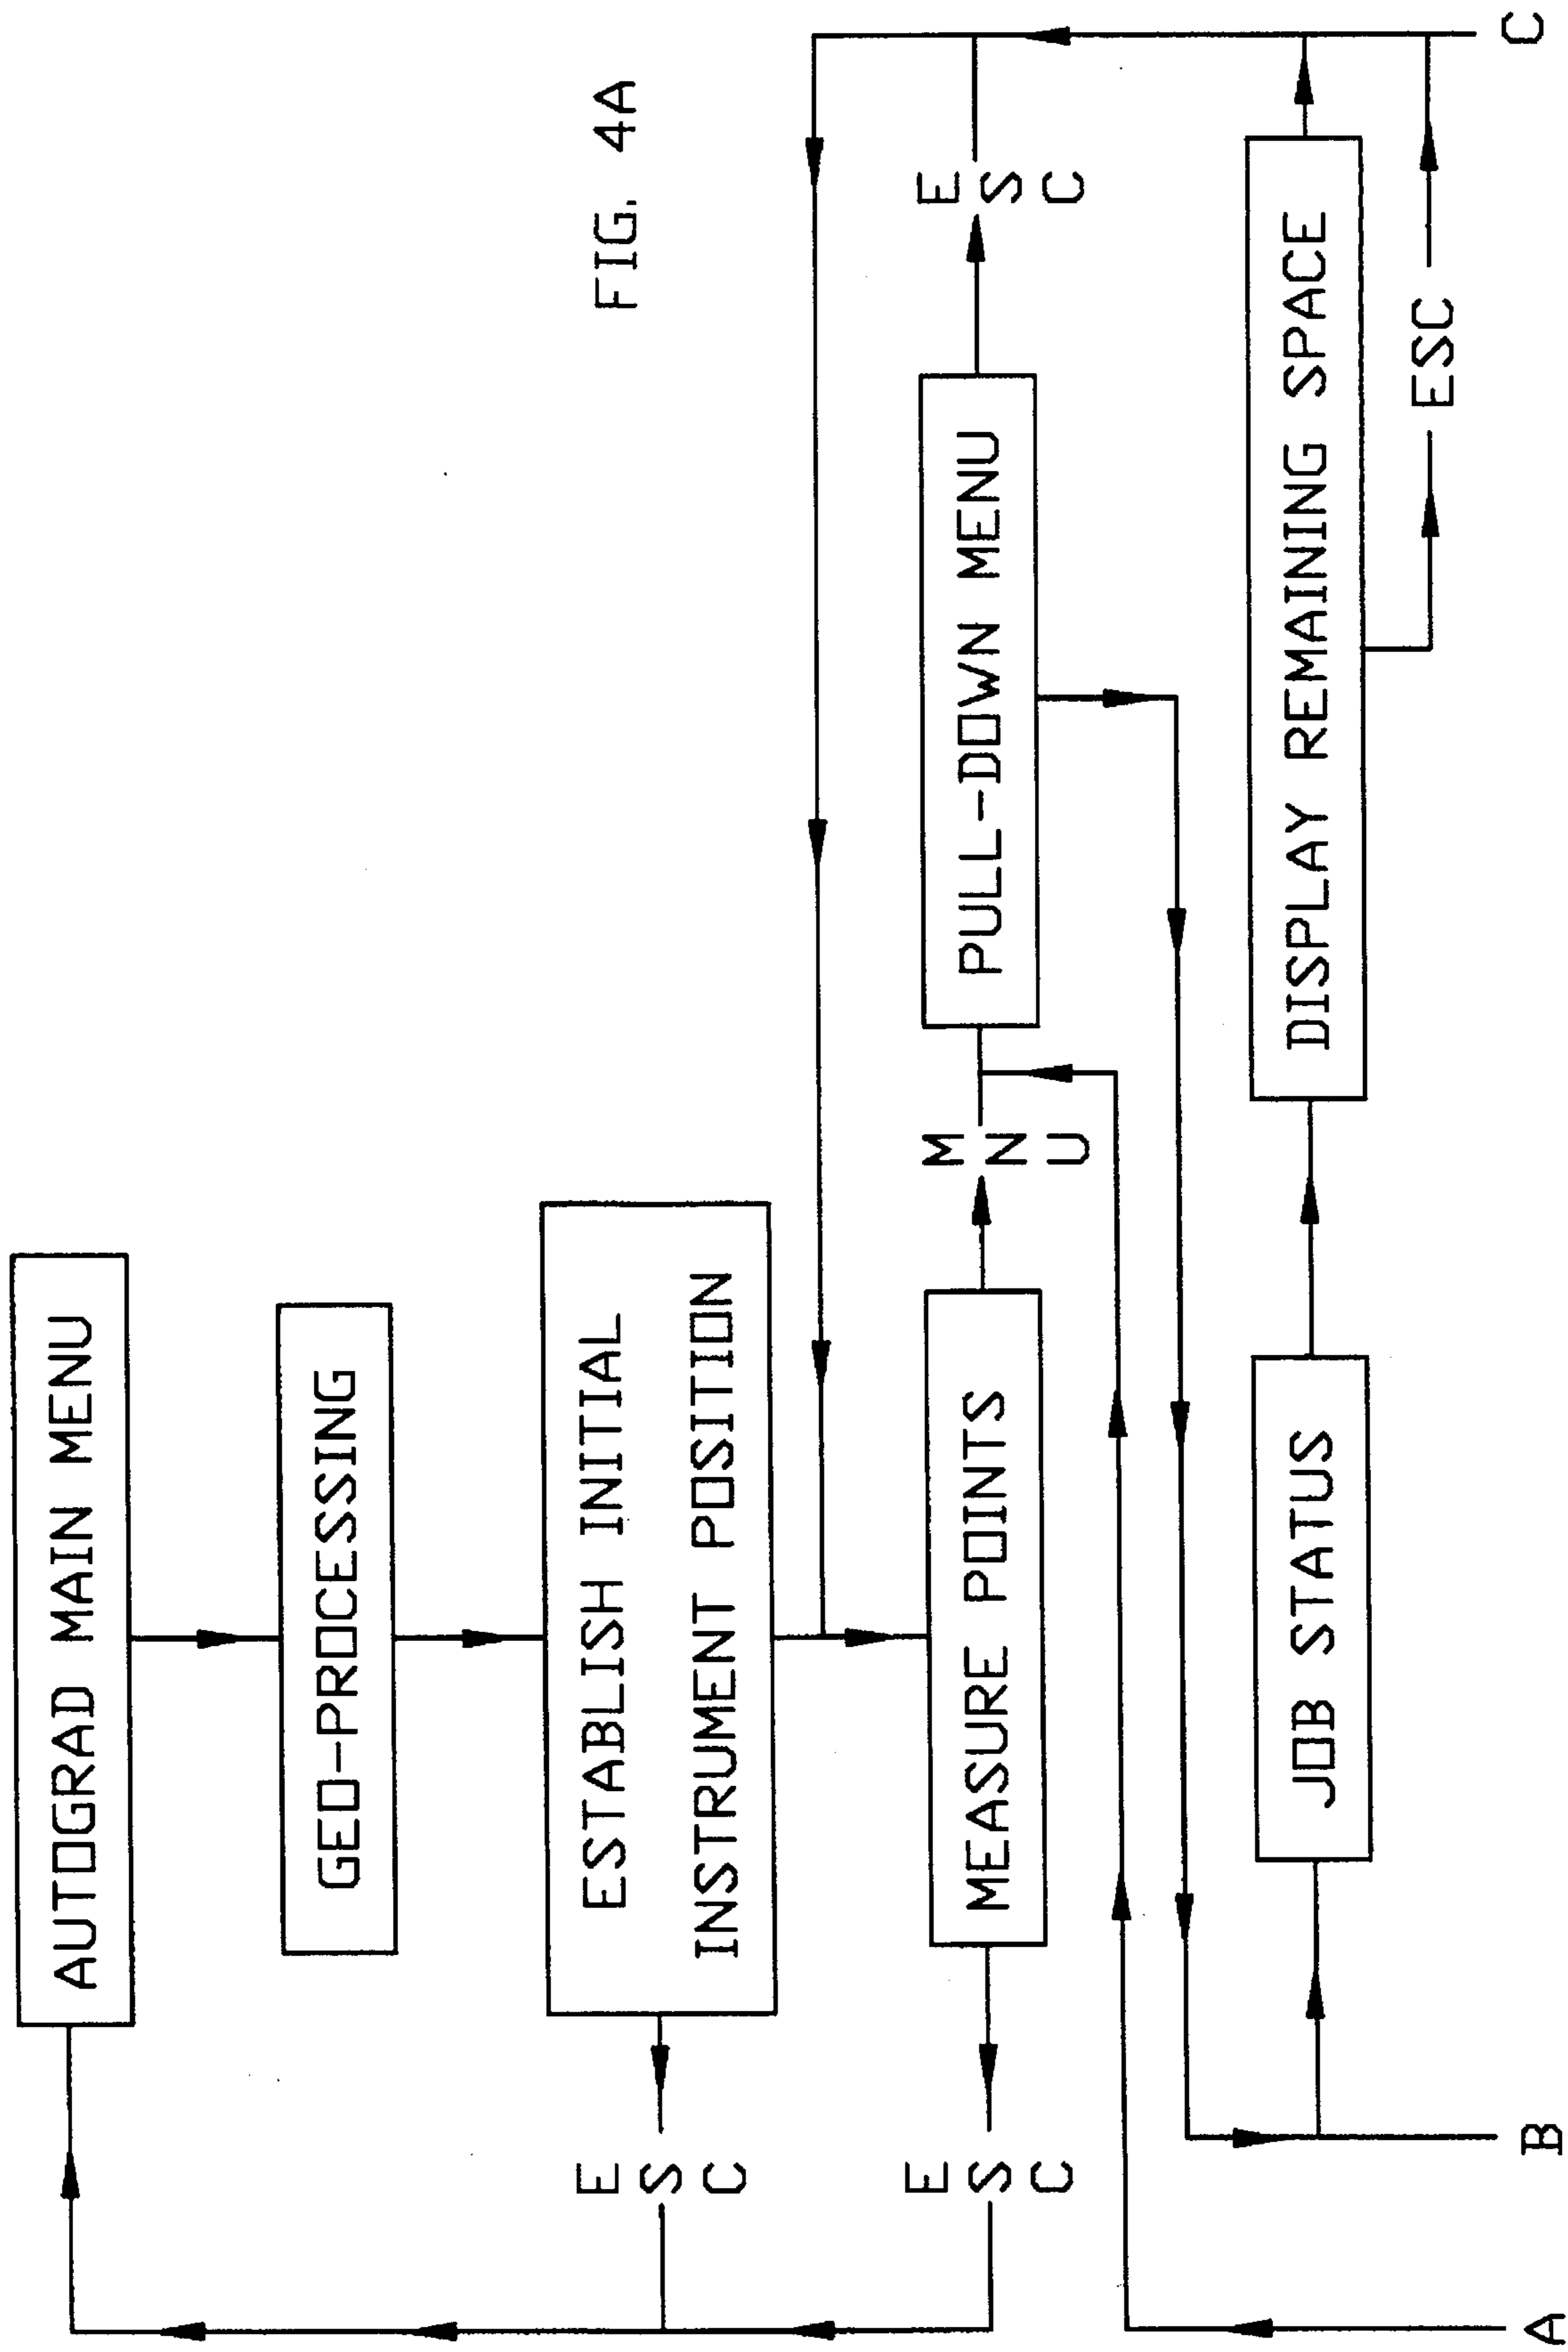 AUTOGRAD MAIN MENU
GEO-PROCESSING
FIG. 4A
ESC
ESTABLISH INITIAL
INSTRUMENT POSITION
ESC
MEASURE POINTS
MNU
PULL-DOWN MENU
ESC
JOB STATUS
DISPLAY REMAINING SPACE
ESC
A
B
C